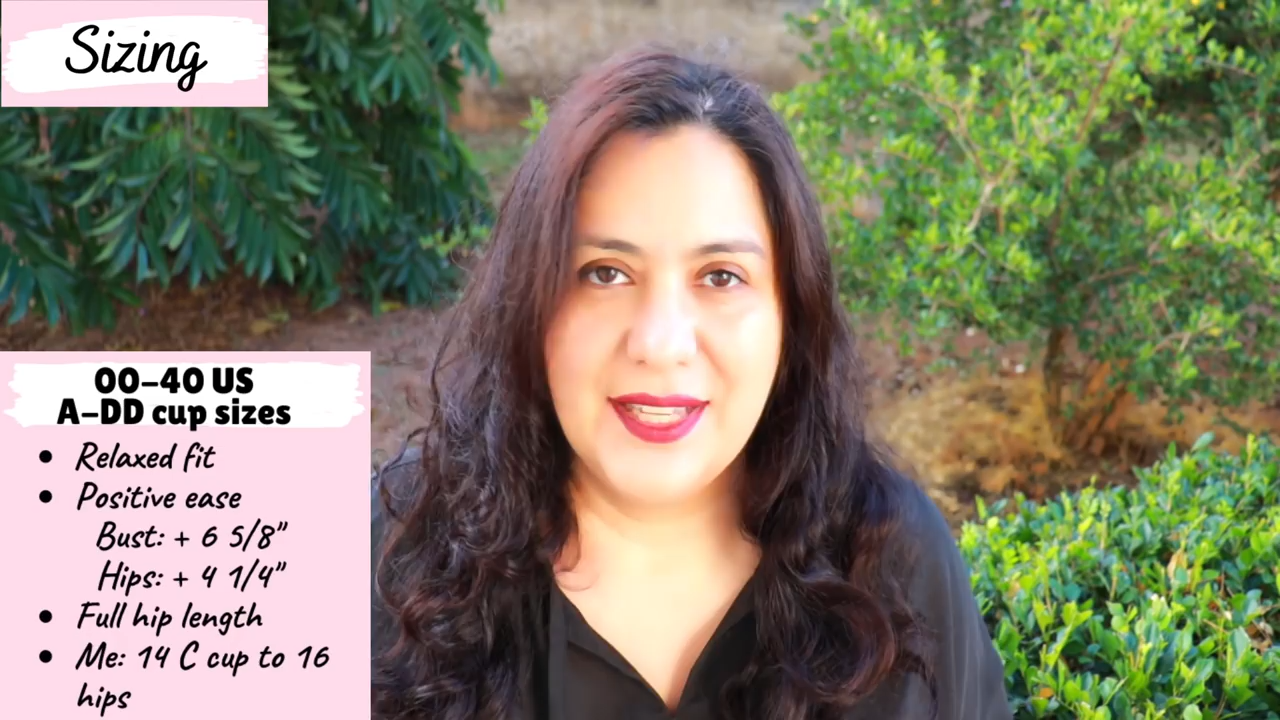 Sizing
00–40 US
A–DD cup sizes
• Relaxed fit
• Positive ease
Bust: + 6 5/8"
Hips: + 4 1/4"
• Full hip length
• Me: 14 C cup to 16
hips